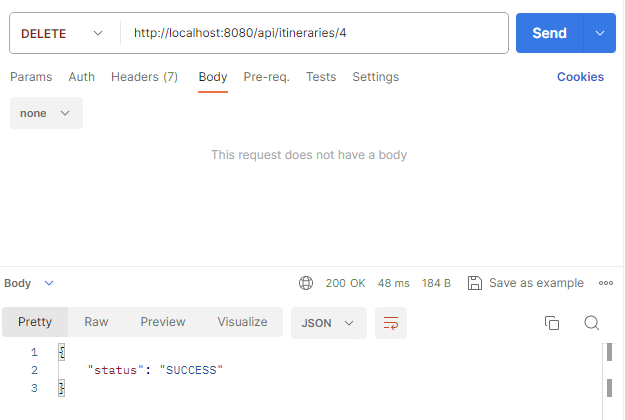 DELETE http://localhost:8080/api/itineraries/4 Send
Params Auth Headers (7) Body Pre-req. Tests Settings Cookies
none
This request does not have a body
Body 200 OK 48 ms 184 B Save as example
Pretty Raw Preview Visualize JSON
1 {
2 "status": "SUCCESS"
3 }